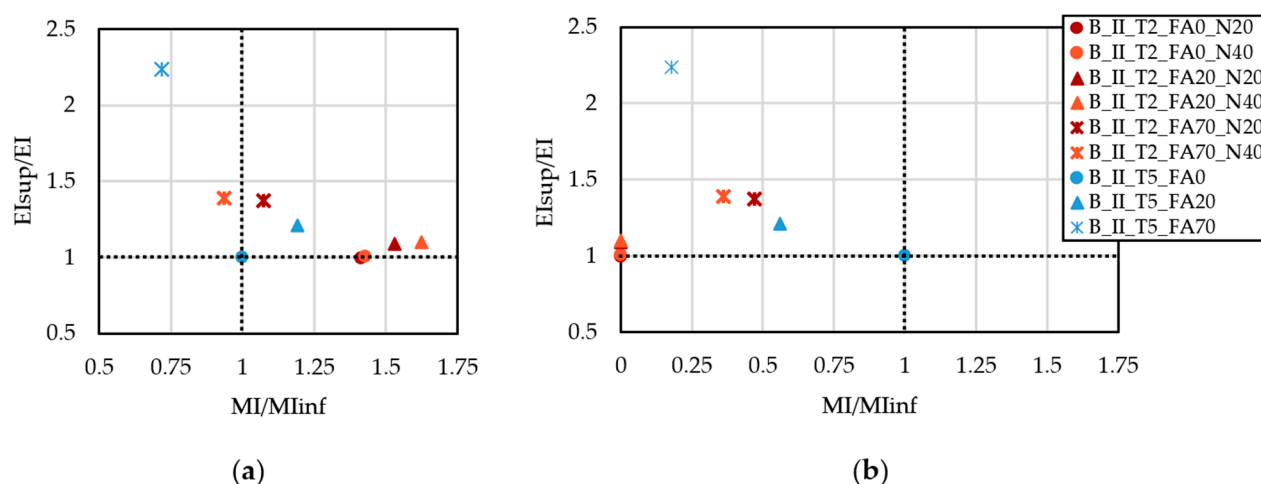 2.5
2
1.5
1
0.5
EIsup/EI
0.5 0.75 1 1.25 1.5 1.75
MI/MIinf
(a)
2.5
2
1.5
1
0.5
EIsup/EI
0 0.25 0.5 0.75 1 1.25 1.5 1.75
MI/MIinf
(b)
B_II_T2_FA0_N20
B_II_T2_FA0_N40
B_II_T2_FA20_N20
B_II_T2_FA20_N40
B_II_T2_FA70_N20
B_II_T2_FA70_N40
B_II_T5_FA0
B_II_T5_FA20
B_II_T5_FA70